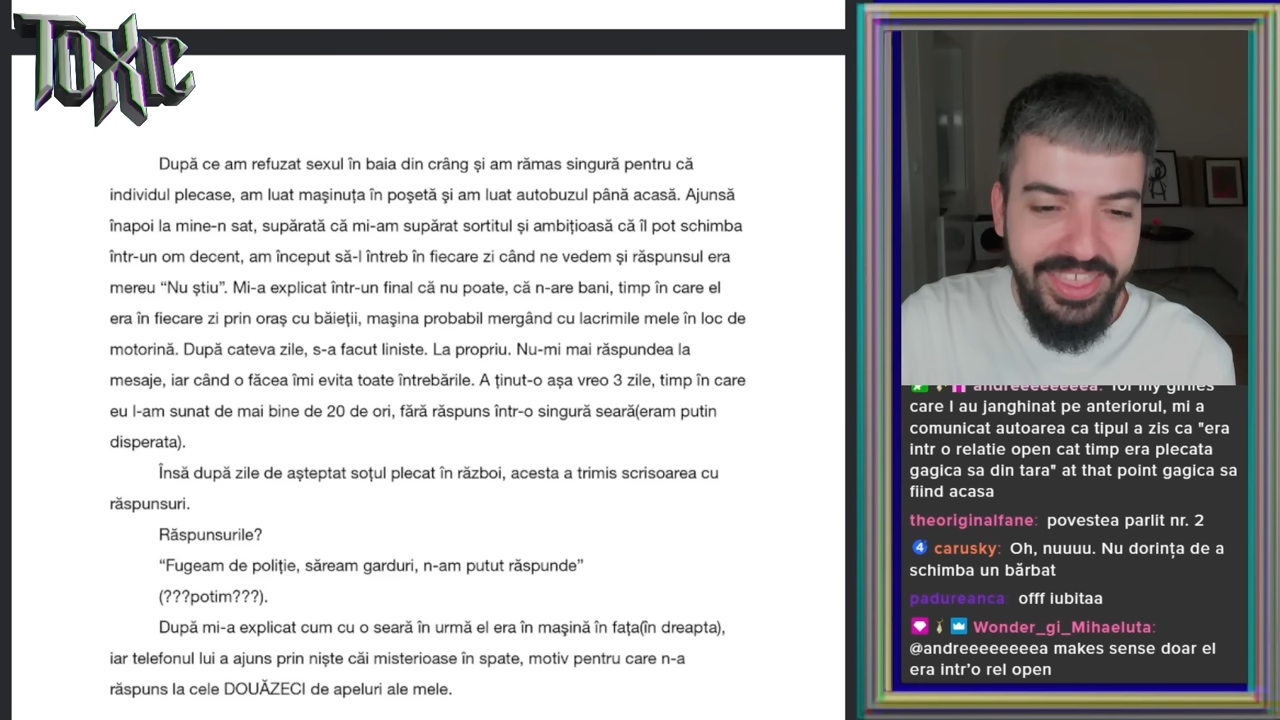 TOXIC
După ce am refuzat sexul în baia din crâng și am rămas singură pentru că
individul plecase, am luat mașinuța în poșetă și am luat autobuzul până acasă. Ajunsă
înapoi la mine-n sat, supărată că mi-am supărat sortitul și ambițioasă că îl pot schimba
într-un om decent, am început să-l întreb în fiecare zi când ne vedem și răspunsul era
mereu “Nu știu”. Mi-a explicat într-un final că nu poate, că n-are bani, timp în care el
era în fiecare zi prin oraș cu băieții, mașina probabil mergând cu lacrimile mele în loc de
motorină. După cateva zile, s-a facut liniste. La propriu. Nu-mi mai răspundea la
mesaje, iar când o făcea îmi evita toate întrebările. A ținut-o așa vreo 3 zile, timp în care
eu l-am sunat de mai bine de 20 de ori, fără răspuns într-o singură seară(eram putin
disperata).
Însă după zile de așteptat soțul plecat în război, acesta a trimis scrisoarea cu
răspunsuri.
Răspunsurile?
“Fugeam de poliție, săream garduri, n-am putut răspunde”
(???potim???).
După mi-a explicat cum cu o seară în urmă el era în mașină în fața(în dreapta),
iar telefonul lui a ajuns prin niște căi misterioase în spate, motiv pentru care n-a
răspuns la cele DOUĂZECI de apeluri ale mele.
andreeeeeeeea: for my girlies
care l au janghinat pe anteriorul, mi a
comunicat autoarea ca tipul a zis ca "era
intr o relatie open cat timp era plecata
gagica sa din tara" at that point gagica sa
fiind acasa
theoriginalfane: povestea parlit nr. 2
4 carusky: Oh, nuuuu. Nu dorința de a
schimba un bărbat
padureanca offf iubitaa
Wonder_gi_Mihaeluta:
@andreeeeeeeea makes sense doar el
era intr'o rel open